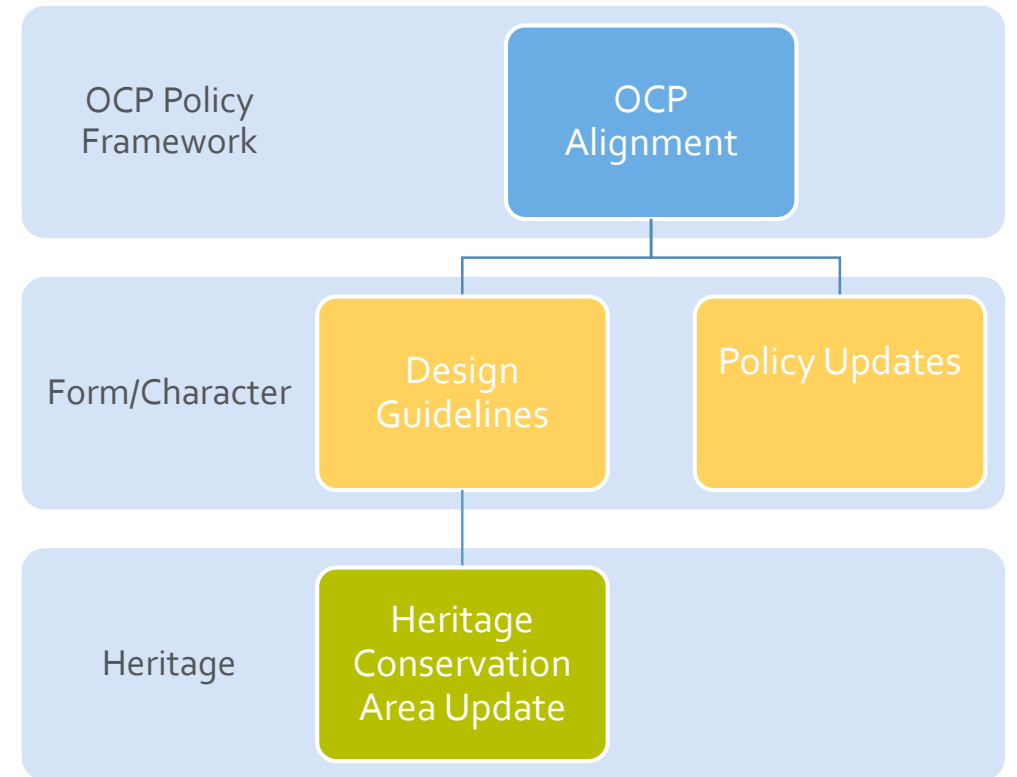 OCP Policy
Framework
OCP
Alignment
Form/Character
Design
Guidelines
Policy Updates
Heritage
Heritage
Conservation
Area Update